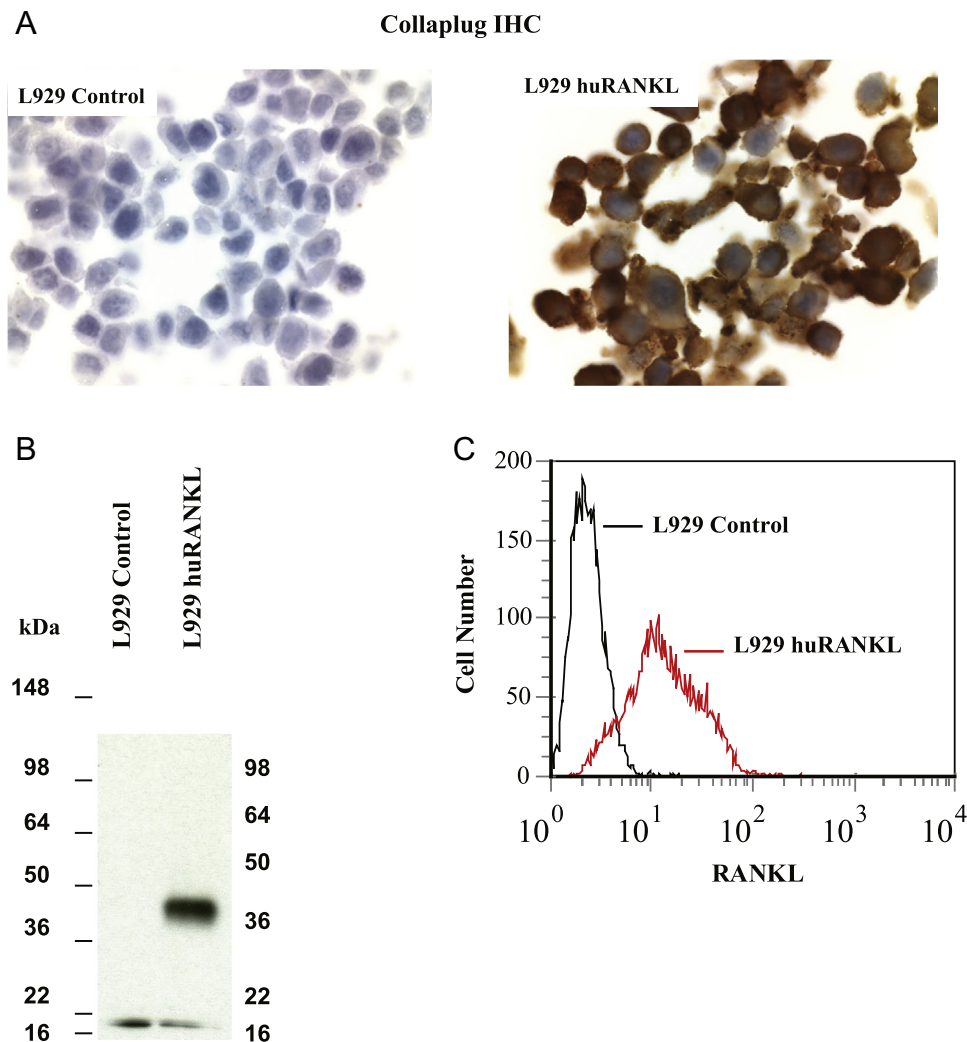 A
Collaplug IHC
L929 Control
L929 huRANKL
B
kDa
L929 Control
L929 huRANKL
148
98
64
50
36
22
16
98
64
50
36
22
16
C
Cell Number
200
150
100
50
0
L929 Control
L929 huRANKL
10^0 10^1 10^2 10^3 10^4
RANKL